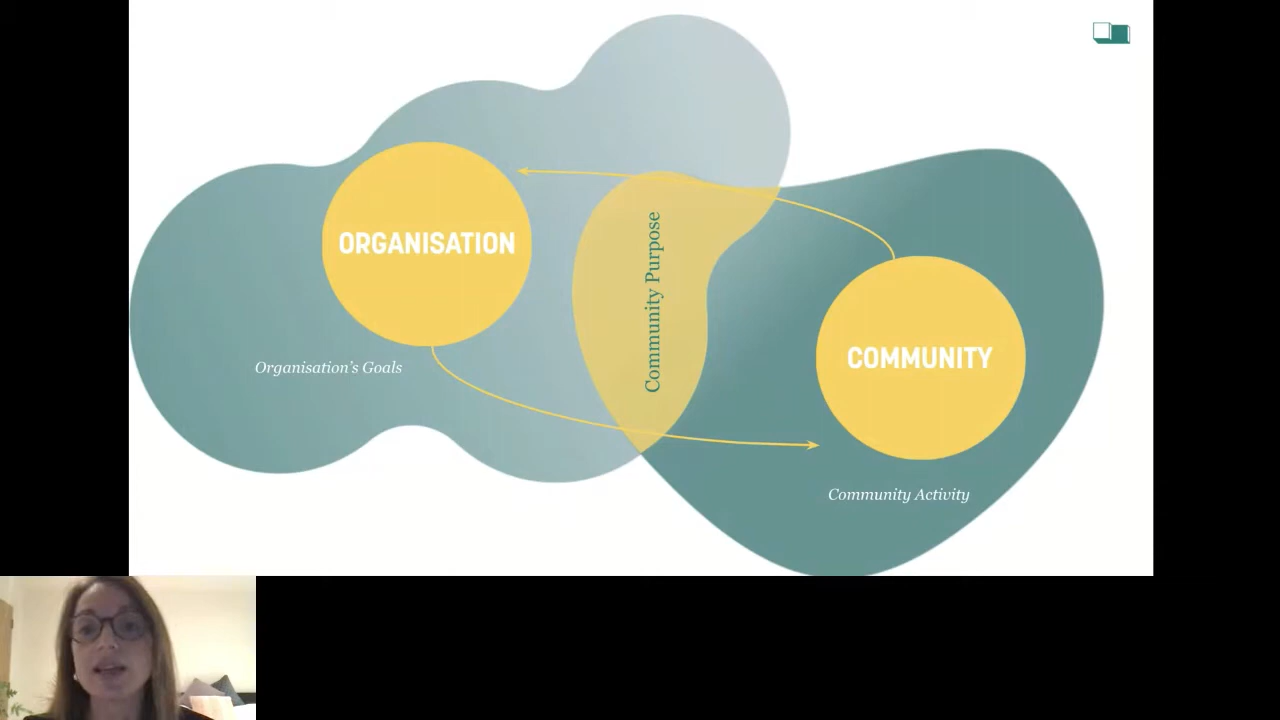 ORGANISATION
Community Purpose
COMMUNITY
Organisation's Goals
Community Activity